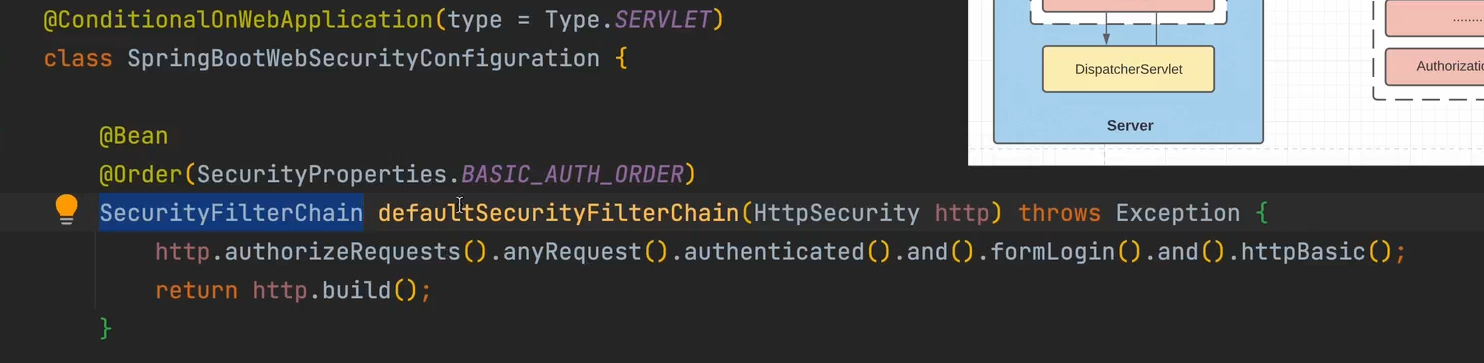 @ConditionalOnWebApplication(type = Type.SERVLET)
class SpringBootWebSecurityConfiguration {
@Bean
@Order(SecurityProperties.BASIC_AUTH_ORDER)
SecurityFilterChain defaultSecurityFilterChain(HttpSecurity http) throws Exception {
http.authorizeRequests().anyRequest().authenticated().and().formLogin().and().httpBasic();
return http.build();
}
DispatcherServlet
Server
........